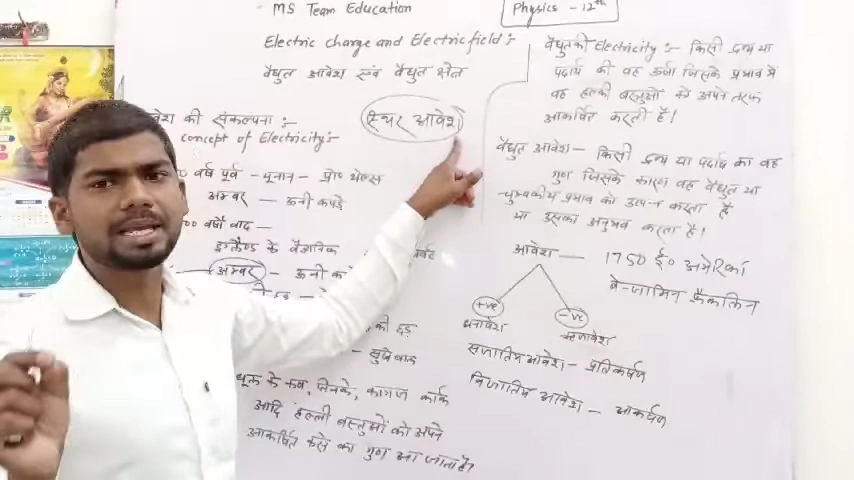 MS Team Education
Physics - 12th
Electric charge and Electric field :-
वैधुत आवेश एवं वैधुत क्षेत्र
की संकल्पना :-
concept of Electricity :-
स्थिर आवेश
वर्ष पूर्व - यूनान - प्रो० थेल्स
अम्बर - ऊनी कपड़े
वर्षों बाद -
इंग्लैण्ड के वैज्ञानिक
अम्बर - ऊनी
के कण, तिनके, कागज कार्क
आदि हल्की वस्तुओं को अपने
आकर्षित करने का गुण आ जाता है।
Electricity :- किसी द्रव्य या
पदार्थ की वह ऊर्जा जिसके प्रभाव में
वह हल्की वस्तुओं को अपने तरफ
आकर्षित करती है।
वैधुत आवेश - किसी द्रव्य या पदार्थ का वह
गुण जिसके कारण वह वैधुत या
चुम्बकीय प्रभाव को उत्पन्न करता है
या उसका अनुभव करता है।
आवेश - 1750 ई० अमेरिका
बेन्जामिन फ्रैंकलिन
+ve
-ve
धनावेश
ऋणावेश
सजातिय आवेश - प्रतिकर्षण
विजातिय आवेश - आकर्षण